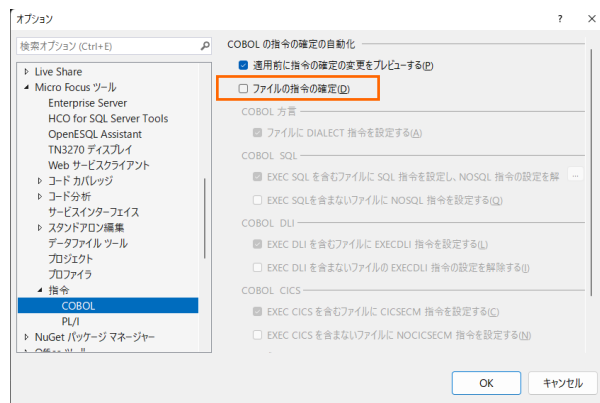 オプション ? ×
検索オプション (Ctrl+E)
Live Share
Micro Focus ツール
Enterprise Server
HCO for SQL Server Tools
OpenESQL Assistant
TN3270 ディスプレイ
Web サービスクライアント
コード カバレッジ
コード分析
サービスインターフェイス
スタンドアロン編集
データファイル ツール
プロジェクト
プロファイラ
指令
COBOL
PL/I
NuGet パッケージ マネージャー
COBOL の指令の確定の自動化
適用前に指令の確定の変更をプレビューする(P)
ファイルの指令の確定(D)
COBOL 方言
ファイルに DIALECT 指令を設定する(A)
COBOL SQL
EXEC SQL を含むファイルに SQL 指令を設定し、NOSQL 指令の設定を解 ...
EXEC SQLを含まないファイルに NOSQL 指令を設定する(Q)
COBOL DLI
EXEC DLI を含むファイルに EXECDLI 指令を設定する(L)
EXEC DLI を含まないファイルの EXECDLI 指令の設定を解除する(I)
COBOL CICS
EXEC CICS を含むファイルに CICSECM 指令を設定する(C)
EXEC CICS を含まないファイルに NOCICSECM 指令を設定する(N)
OK キャンセル